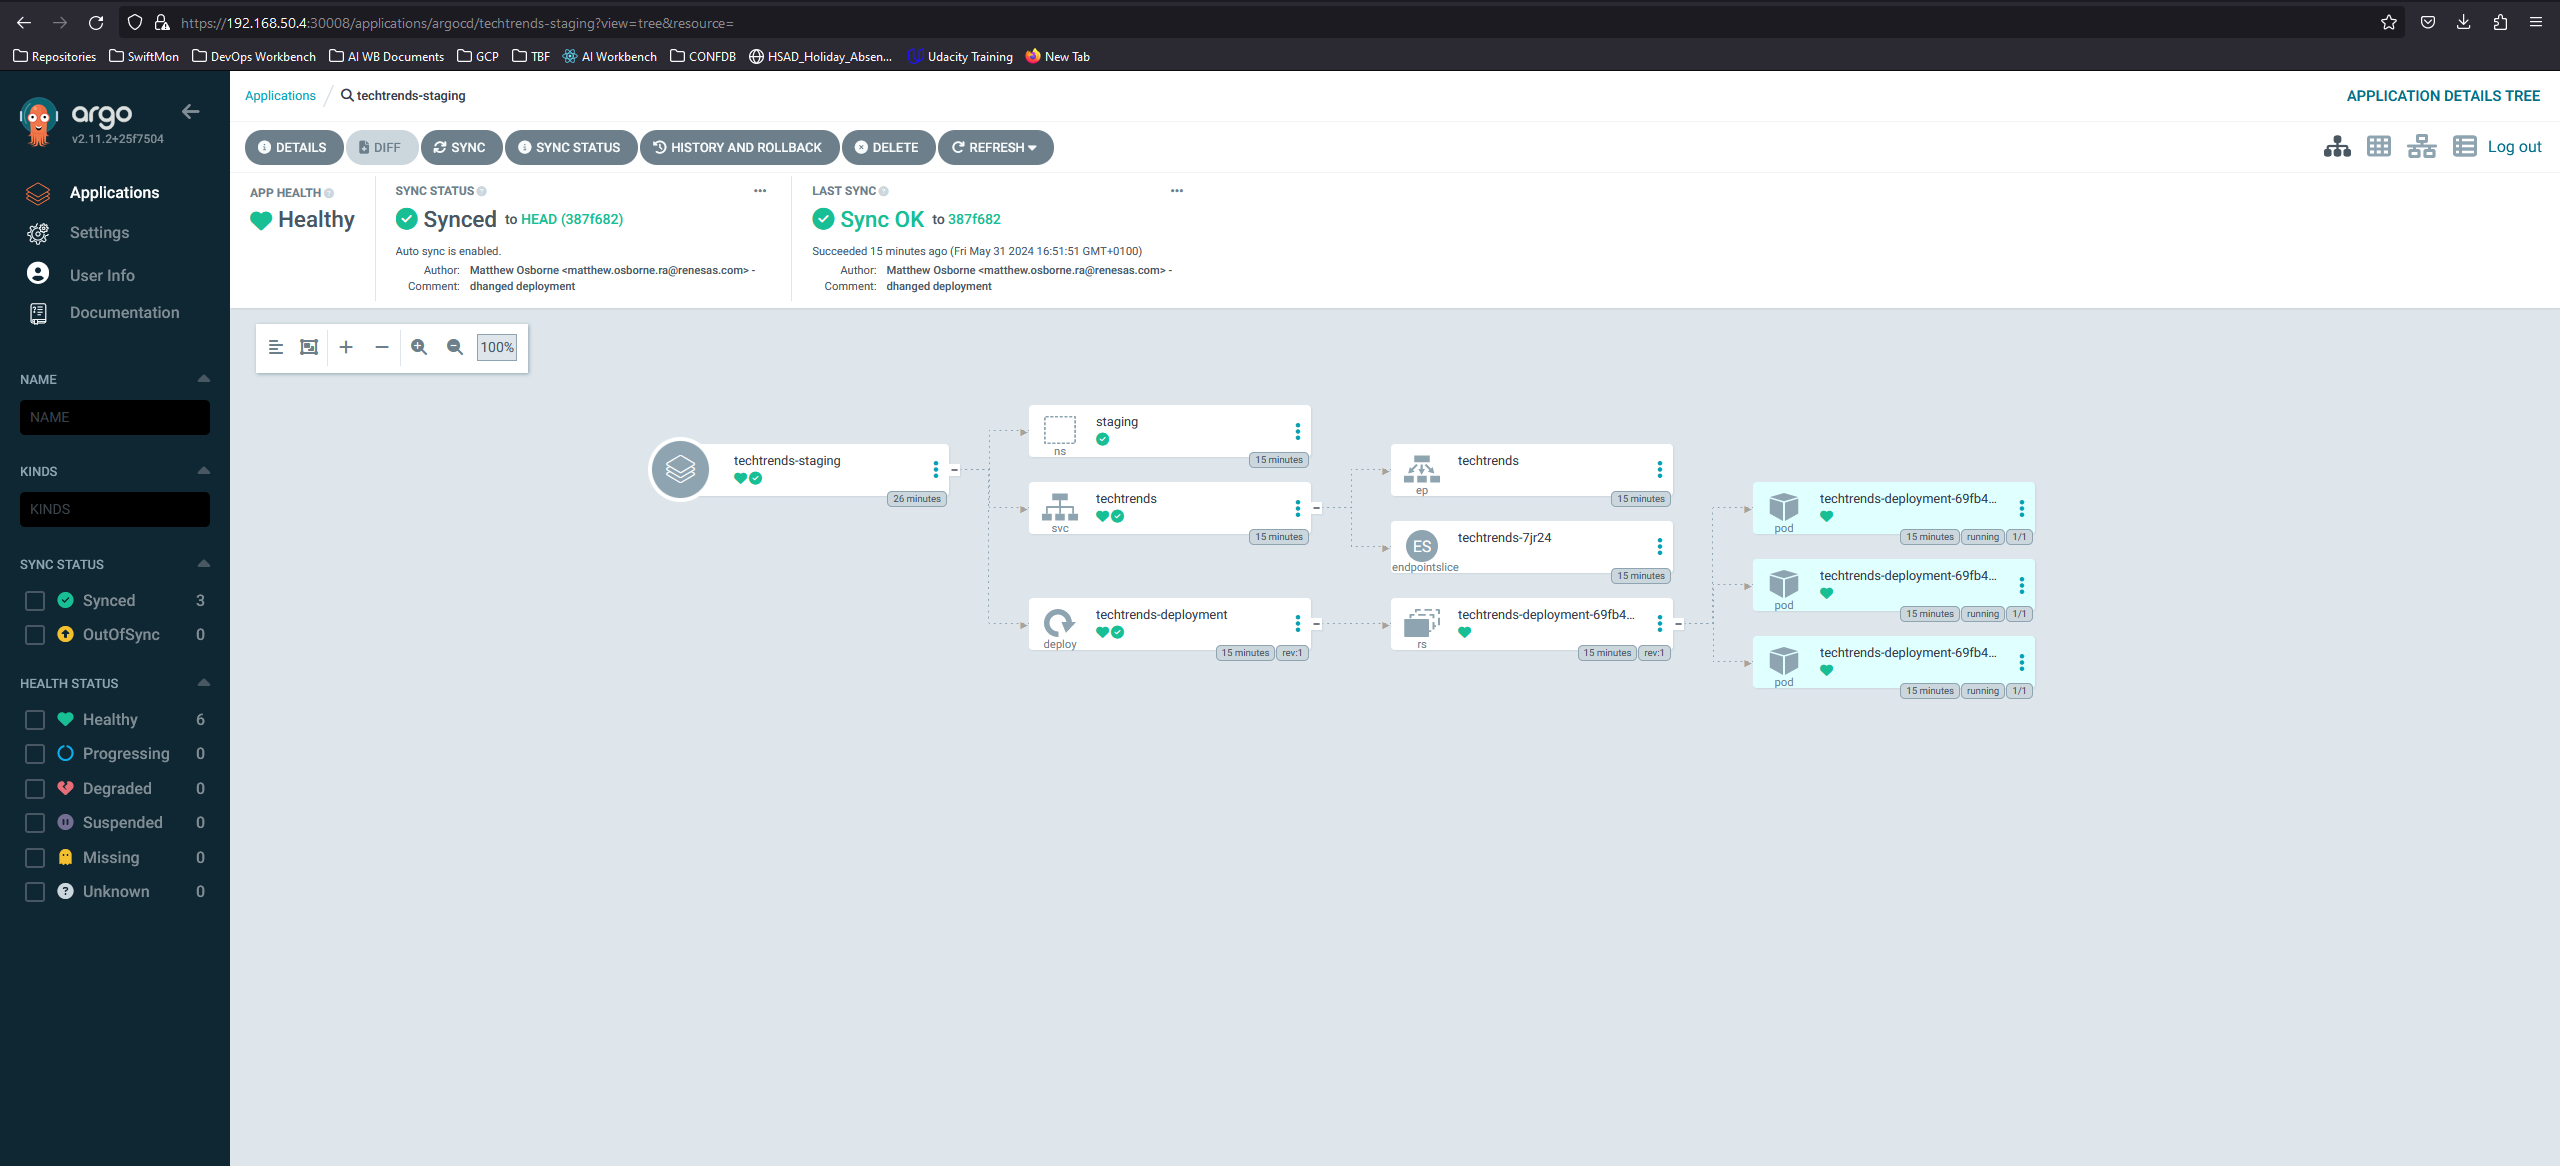 https://192.168.50.4:30008/applications/argocd/techtrends-staging?view=tree&resource=
Repositories SwiftMon DevOps Workbench AI WB Documents GCP TBF AI Workbench CONFDB HSAD_Holiday_Absen... Udacity Training New Tab
argo
v2.11.2+25f7504
Applications
Settings
User Info
Documentation
NAME
NAME
KINDS
KINDS
SYNC STATUS
Synced 3
OutOfSync 0
HEALTH STATUS
Healthy 6
Progressing 0
Degraded 0
Suspended 0
Missing 0
Unknown 0
Applications / techtrends-staging
APPLICATION DETAILS TREE
DETAILS DIFF SYNC SYNC STATUS HISTORY AND ROLLBACK DELETE REFRESH
Log out
APP HEALTH
Healthy
SYNC STATUS
Synced to HEAD (387f682)
Auto sync is enabled.
Author: Matthew Osborne <matthew.osborne.ra@renesas.com> -
Comment: dhanged deployment
LAST SYNC
Sync OK to 387f682
Succeeded 15 minutes ago (Fri May 31 2024 16:51:51 GMT+0100)
Author: Matthew Osborne <matthew.osborne.ra@renesas.com> -
Comment: dhanged deployment
100%
techtrends-staging
26 minutes
staging
ns
15 minutes
techtrends
svc
15 minutes
techtrends-deployment
deploy
15 minutes rev:1
techtrends
ep
15 minutes
ES
techtrends-7jr24
endpointslice
15 minutes
techtrends-deployment-69fb4...
rs
15 minutes rev:1
techtrends-deployment-69fb4...
pod
15 minutes running 1/1
techtrends-deployment-69fb4...
pod
15 minutes running 1/1
techtrends-deployment-69fb4...
pod
15 minutes running 1/1